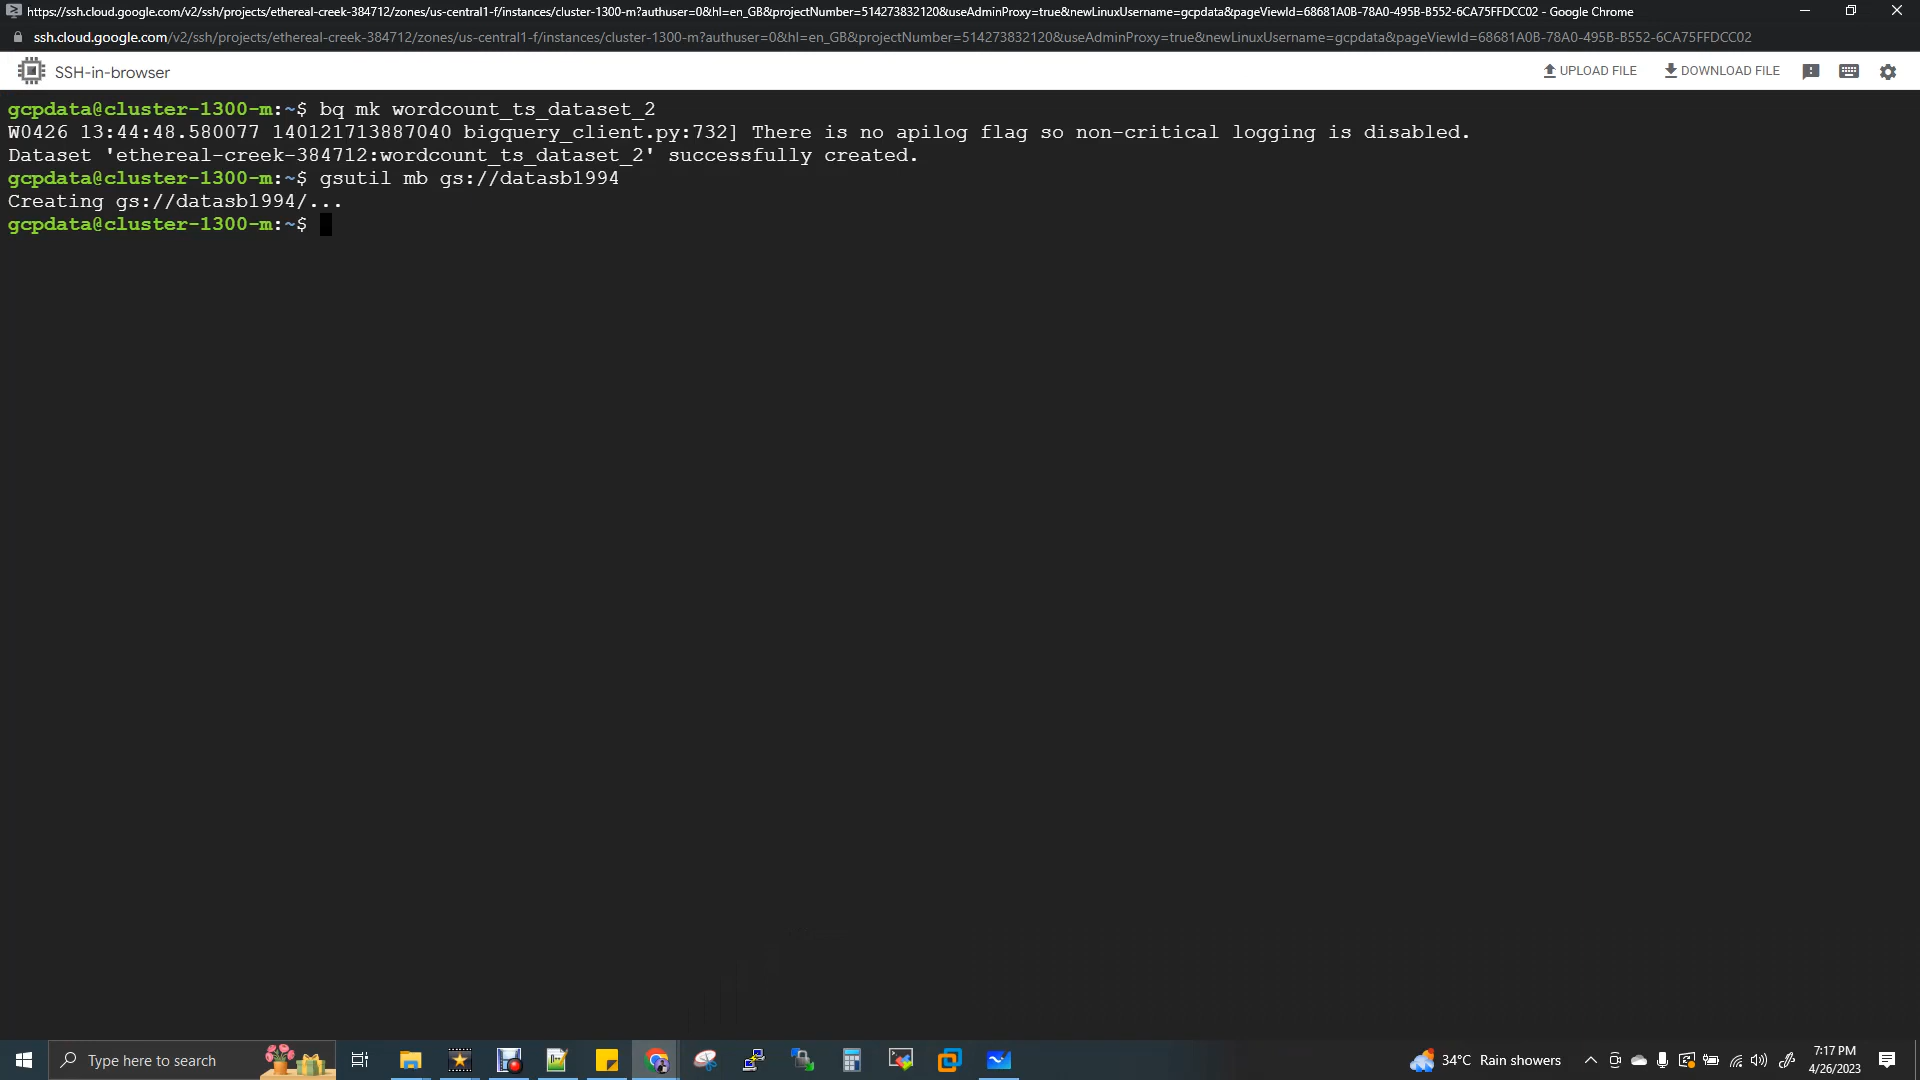 https://ssh.cloud.google.com/v2/ssh/projects/ethereal-creek-384712/zones/us-central1-f/instances/cluster-1300-m?authuser=0&hl=en_GB&projectNumber=514273832120&useAdminProxy=true&newLinuxUsername=gcpdata&pageViewId=68681A0B-78A0-495B-B552-6CA75FFDCC02 - Google Chrome
ssh.cloud.google.com/v2/ssh/projects/ethereal-creek-384712/zones/us-central1-f/instances/cluster-1300-m?authuser=0&hl=en_GB&projectNumber=514273832120&useAdminProxy=true&newLinuxUsername=gcpdata&pageViewId=68681A0B-78A0-495B-B552-6CA75FFDCC02
SSH-in-browser
UPLOAD FILE
DOWNLOAD FILE
gcpdata@cluster-1300-m:~$ bq mk wordcount_ts_dataset_2
W0426 13:44:48.580077 140121713887040 bigquery_client.py:732] There is no apilog flag so non-critical logging is disabled.
Dataset 'ethereal-creek-384712:wordcount_ts_dataset_2' successfully created.
gcpdata@cluster-1300-m:~$ gsutil mb gs://datasb1994
Creating gs://datasb1994/...
gcpdata@cluster-1300-m:~$
Type here to search
34°C Rain showers
7:17 PM
4/26/2023